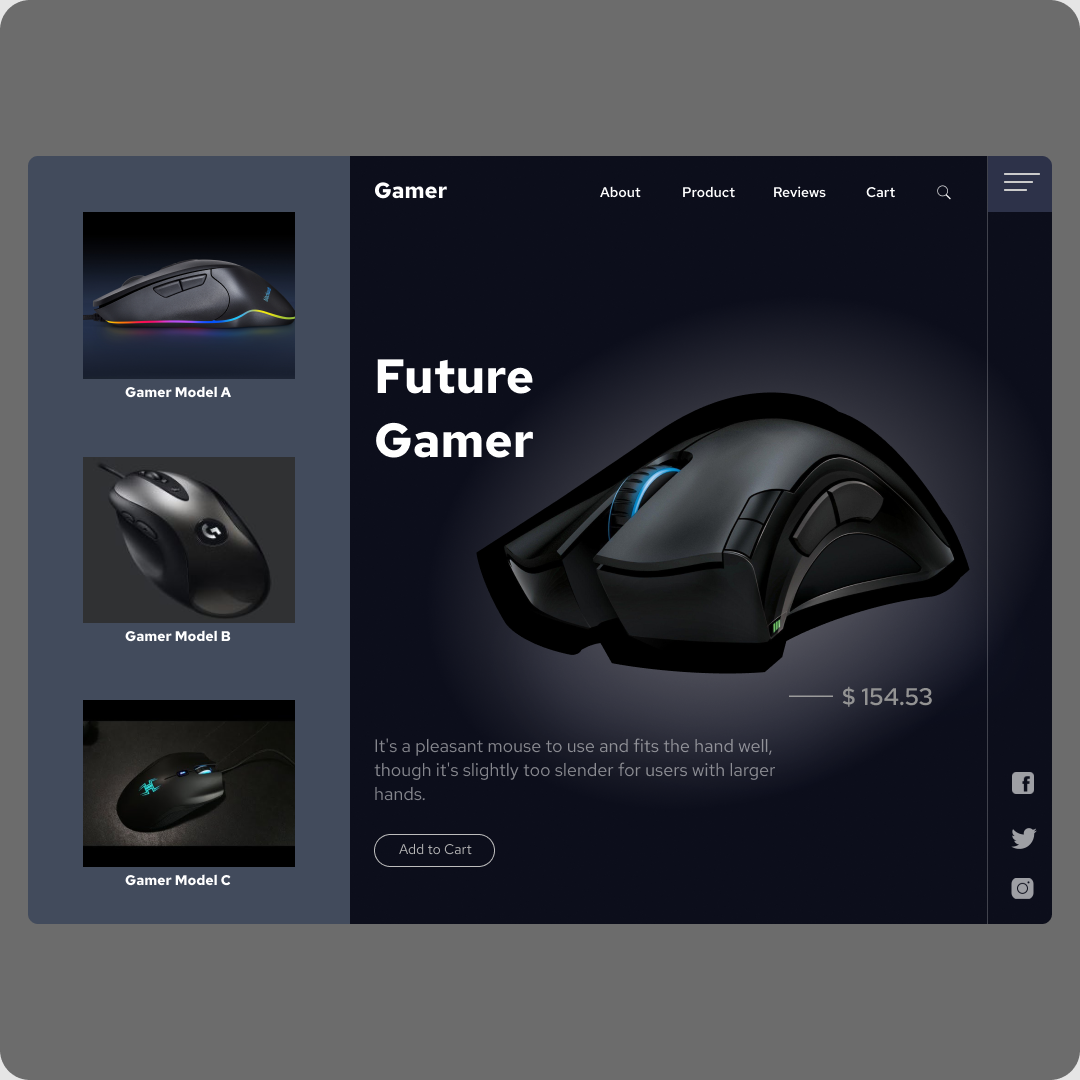 Gamer
About
Product
Reviews
Cart
Gamer Model A
Gamer Model B
Gamer Model C
Future
Gamer
$ 154.53
It's a pleasant mouse to use and fits the hand well,
though it's slightly too slender for users with larger
hands.
Add to Cart